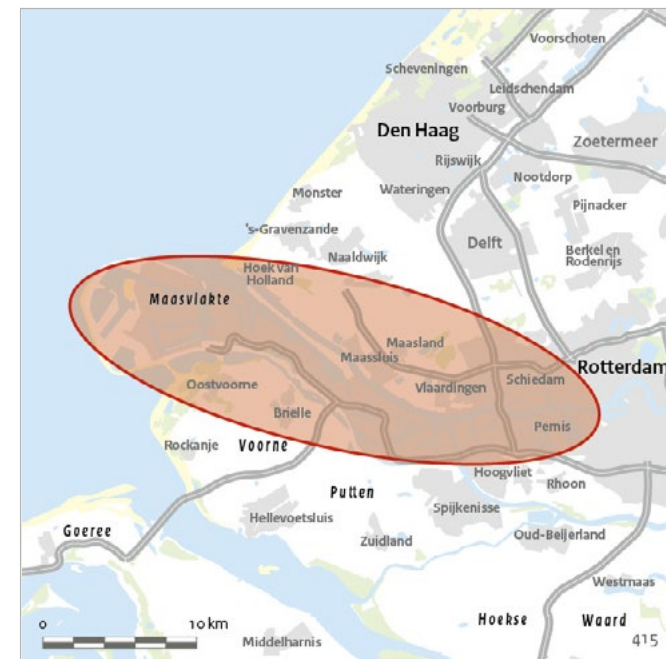 Voorschoten
Scheveningen
Leidschendam
Voorburg
Den Haag
Zoetermeer
Rijswijk
Nootdorp
Wateringen
Monster
Pijnacker
's-Gravenzande
Delft
Berkel en
Rodenrijs
Naaldwijk
Hoek van
Holland
Maasvlakte
Maasland
Maassluis
Rotterdam
Schiedam
Oostvoorne
Vlaardingen
Brielle
Pernis
Rockanje
Voorne
Hoogvliet
Rhoon
Putten
Spijkenisse
Hellevoetsluis
Goeree
Zuidland
Oud-Beijerland
Westmaas
0 10 km
Hoekse Waard
Middelharnis
415